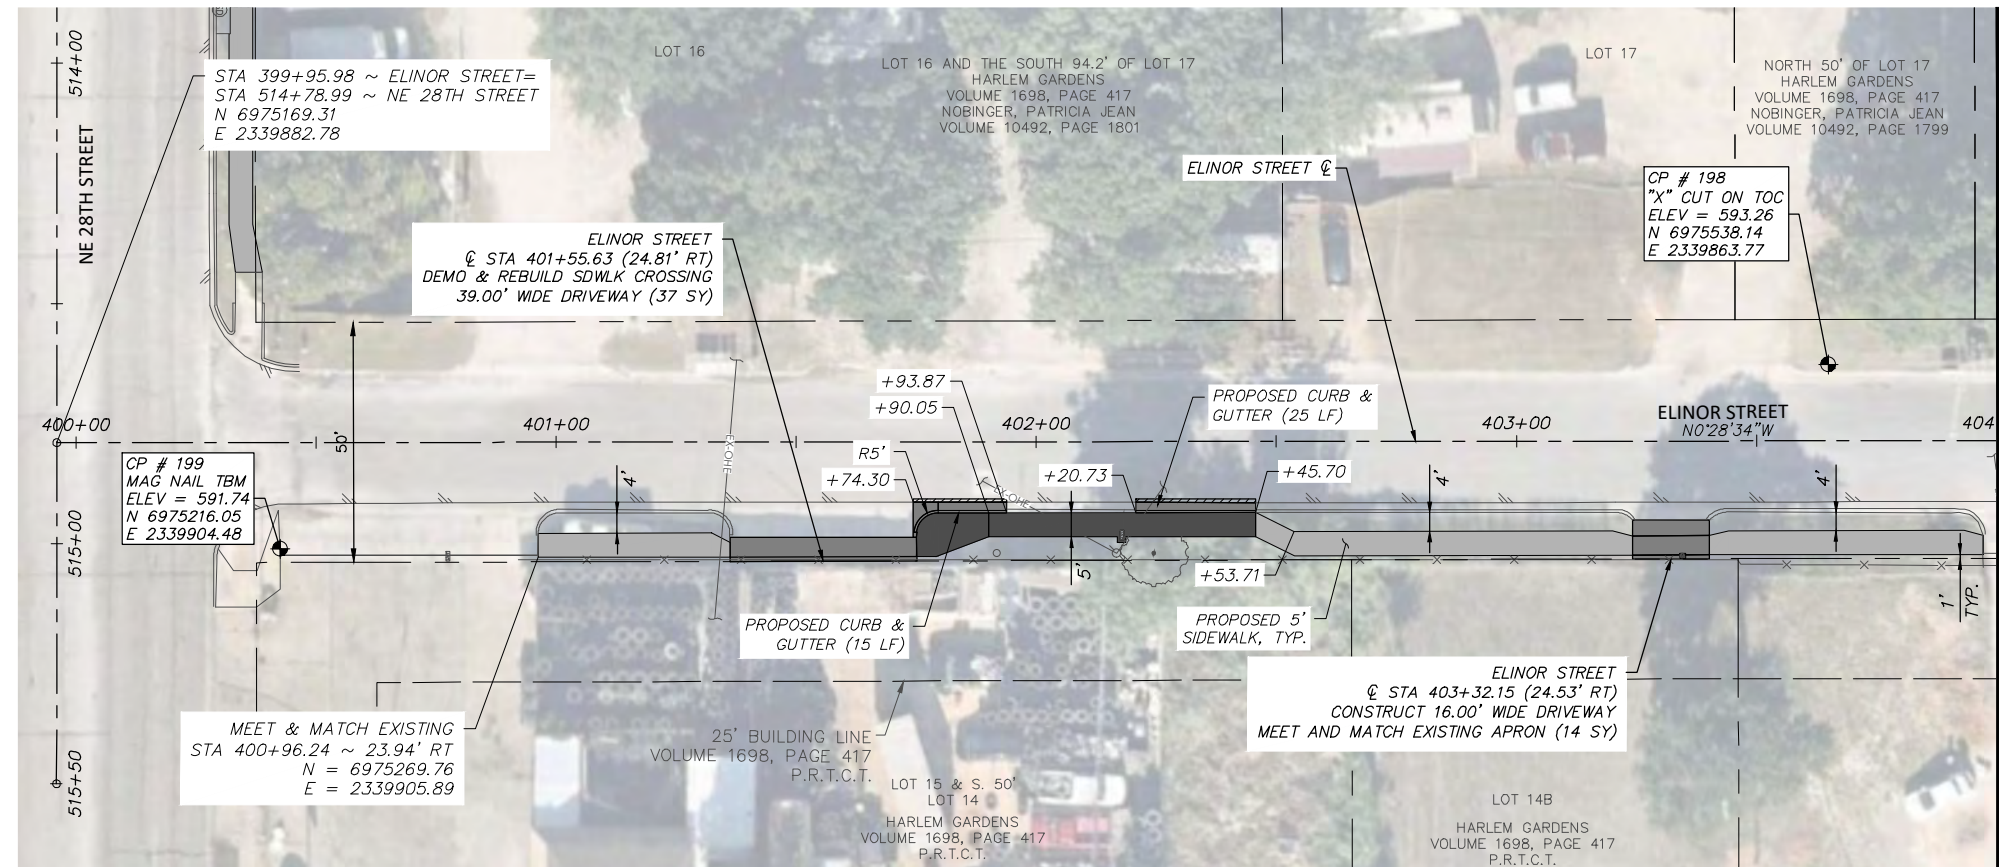 514+00
NE 28TH STREET
515+00
515+50
STA 399+95.98 ~ ELINOR STREET=
STA 514+78.99 ~ NE 28TH STREET
N 6975169.31
E 2339882.78
LOT 16
LOT 16 AND THE SOUTH 94.2' OF LOT 17
HARLEM GARDENS
VOLUME 1698, PAGE 417
NOBINGER, PATRICIA JEAN
VOLUME 10492, PAGE 1801
LOT 17
NORTH 50' OF LOT 17
HARLEM GARDENS
VOLUME 1698, PAGE 417
NOBINGER, PATRICIA JEAN
VOLUME 10492, PAGE 1799
ELINOR STREET ℄
CP # 198
"X" CUT ON TOC
ELEV = 593.26
N 6975538.14
E 2339863.77
ELINOR STREET
℄ STA 401+55.63 (24.81' RT)
DEMO & REBUILD SDWLK CROSSING
39.00' WIDE DRIVEWAY (37 SY)
+93.87
+90.05
R5'
+74.30
PROPOSED CURB &
GUTTER (25 LF)
400+00
401+00
402+00
403+00
404
ELINOR STREET
N0°28'34"W
50'
EX-OHE
EX-OHE
4'
+20.73
+45.70
4'
4'
CP # 199
MAG NAIL TBM
ELEV = 591.74
N 6975216.05
E 2339904.48
5'
+53.71
1'
TYP.
PROPOSED CURB &
GUTTER (15 LF)
PROPOSED 5'
SIDEWALK, TYP.
ELINOR STREET
℄ STA 403+32.15 (24.53' RT)
CONSTRUCT 16.00' WIDE DRIVEWAY
MEET AND MATCH EXISTING APRON (14 SY)
MEET & MATCH EXISTING
STA 400+96.24 ~ 23.94' RT
N = 6975269.76
E = 2339905.89
25' BUILDING LINE
VOLUME 1698, PAGE 417
P.R.T.C.T.
LOT 15 & S. 50'
LOT 14
HARLEM GARDENS
VOLUME 1698, PAGE 417
P.R.T.C.T.
LOT 14B
HARLEM GARDENS
VOLUME 1698, PAGE 417
P.R.T.C.T.